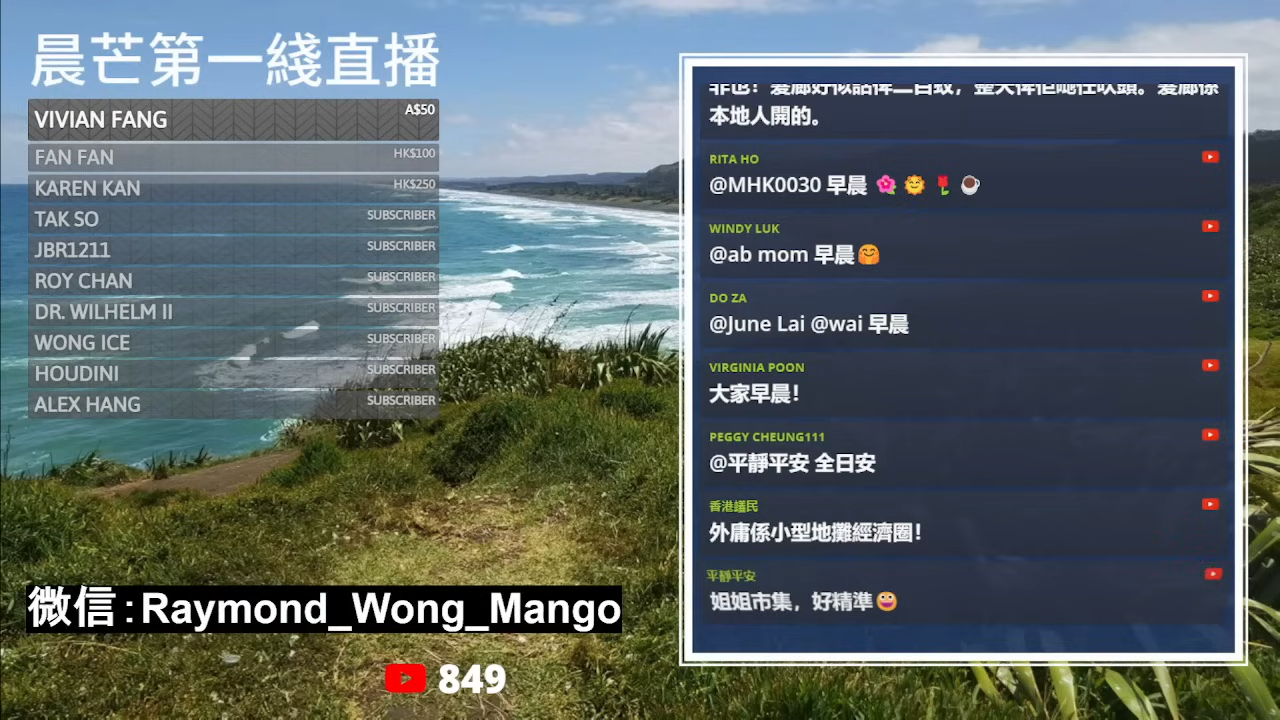 晨芒第一綫直播
VIVIAN FANG A$50
FAN FAN HK$100
KAREN KAN HK$250
TAK SO SUBSCRIBER
JBR1211 SUBSCRIBER
ROY CHAN SUBSCRIBER
DR. WILHELM II SUBSCRIBER
WONG ICE SUBSCRIBER
HOUDINI SUBSCRIBER
ALEX HANG SUBSCRIBER
微信:Raymond_Wong_Mango
849
本地人開的。
RITA HO
@MHK0030 早晨 🌺 🌞 🌷 ☕
WINDY LUK
@ab mom 早晨🤗
DO ZA
@June Lai @wai 早晨
VIRGINIA POON
大家早晨!
PEGGY CHEUNG111
@平靜平安 全日安
香港議民
外庸係小型地攤經濟圈!
平靜平安
姐姐市集，好精準😀